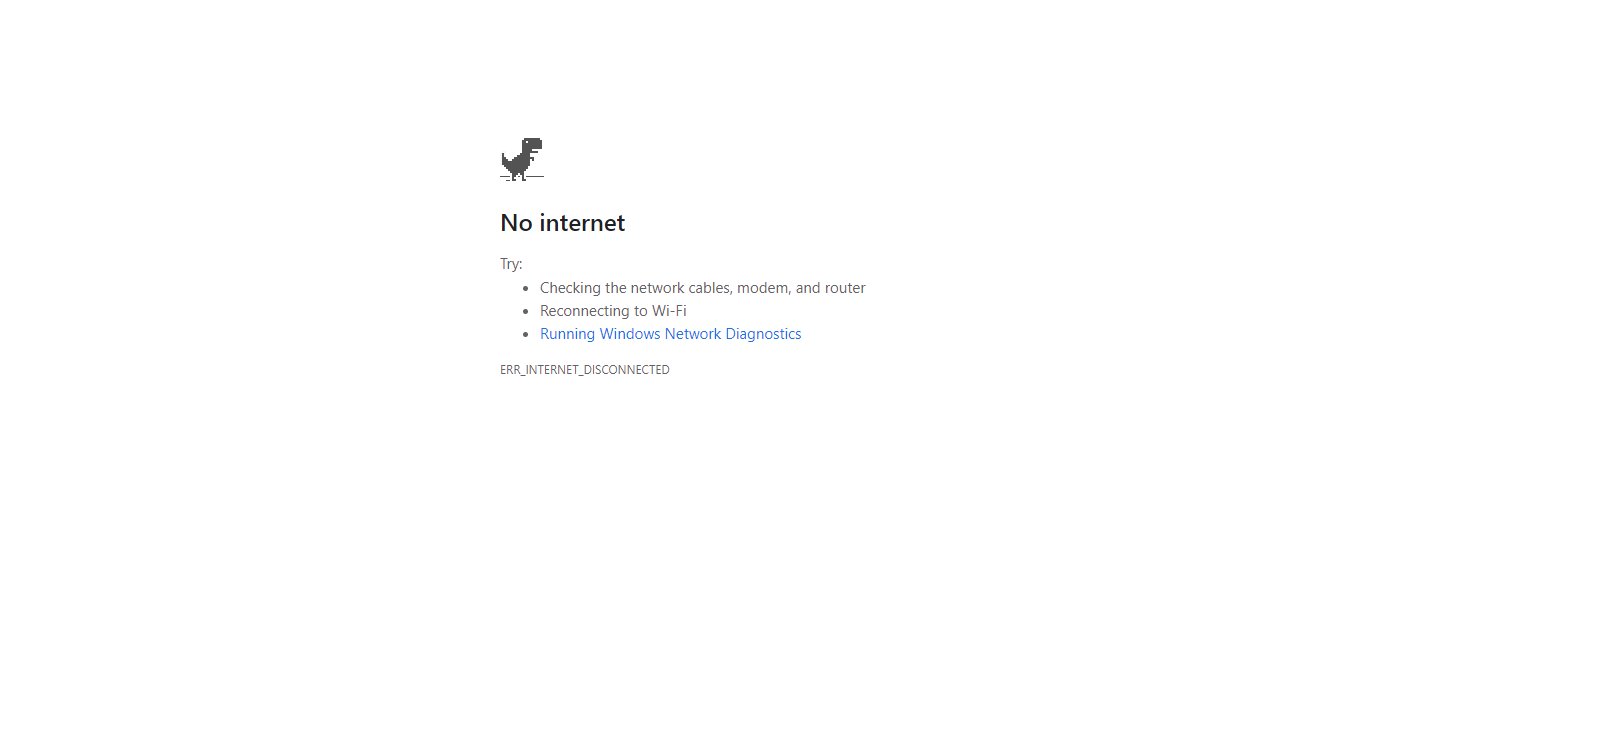 No internet
Try:
Checking the network cables, modem, and router
Reconnecting to Wi-Fi
Running Windows Network Diagnostics
ERR_INTERNET_DISCONNECTED